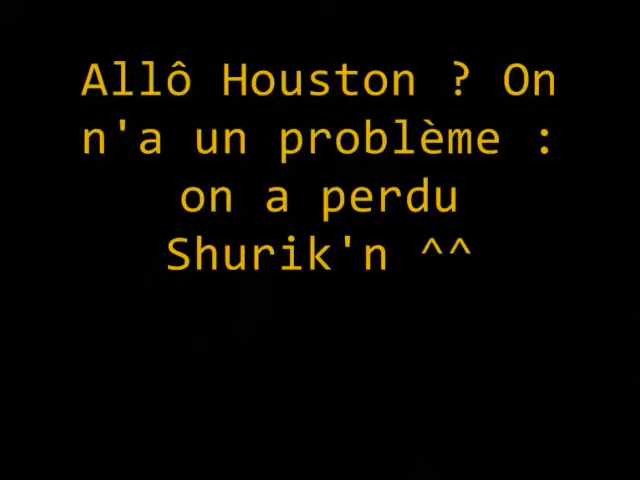 Allô Houston ? On
n'a un problème :
on a perdu
Shurik'n ^^